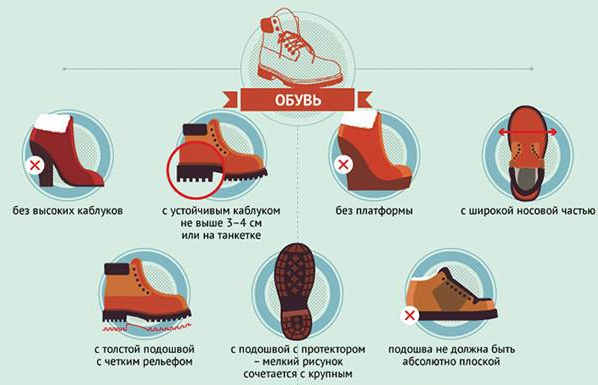 ОБУВЬ
без высоких каблуков
с устойчивым каблуком
не выше 3–4 см
или на танкетке
без платформы
с широкой носовой частью
с толстой подошвой
с четким рельефом
с подошвой с протектором
– мелкий рисунок
сочетается с крупным
подошва не должна быть
абсолютно плоской